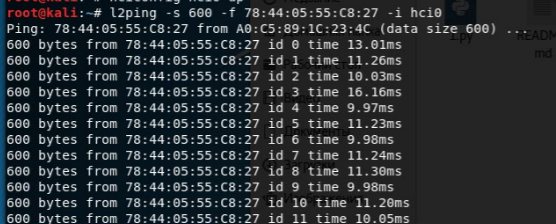 root@kali:~# l2ping -s 600 -f 78:44:05:55:C8:27 -i hci0
Ping: 78:44:05:55:C8:27 from A0:C5:89:1C:23:4C (data size 600) ...
600 bytes from 78:44:05:55:C8:27 id 0 time 13.01ms
600 bytes from 78:44:05:55:C8:27 id 1 time 11.26ms
600 bytes from 78:44:05:55:C8:27 id 2 time 10.03ms
600 bytes from 78:44:05:55:C8:27 id 3 time 16.16ms
600 bytes from 78:44:05:55:C8:27 id 4 time 9.97ms
600 bytes from 78:44:05:55:C8:27 id 5 time 11.23ms
600 bytes from 78:44:05:55:C8:27 id 6 time 9.98ms
600 bytes from 78:44:05:55:C8:27 id 7 time 11.24ms
600 bytes from 78:44:05:55:C8:27 id 8 time 11.30ms
600 bytes from 78:44:05:55:C8:27 id 9 time 9.98ms
600 bytes from 78:44:05:55:C8:27 id 10 time 11.20ms
600 bytes from 78:44:05:55:C8:27 id 11 time 10.05ms
1.py
READM
md